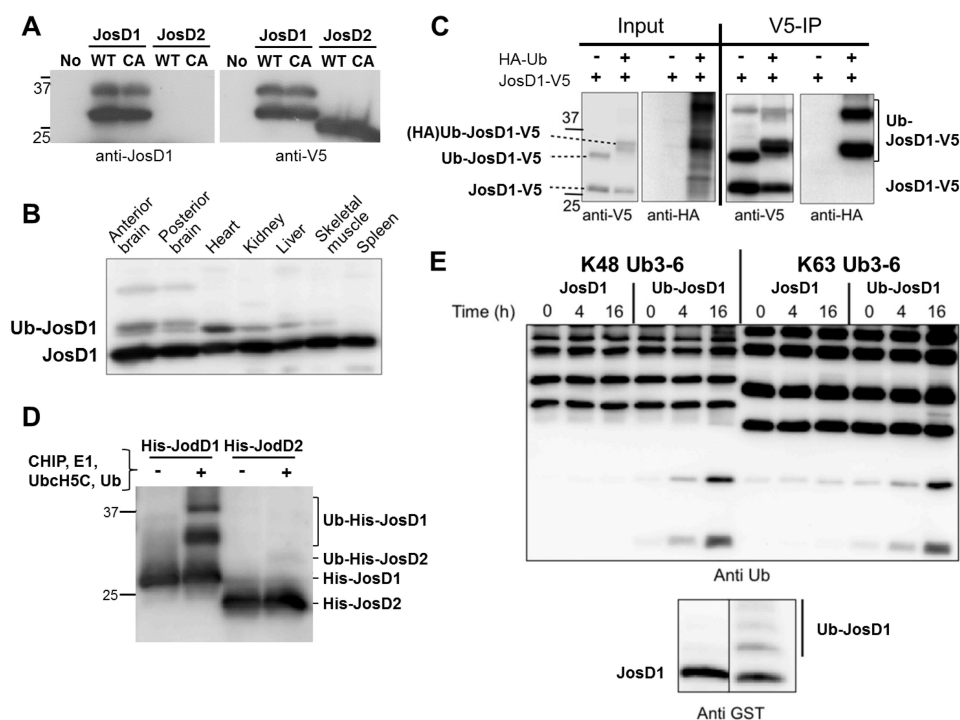 A
JosD1 JosD2
No WT CA WT CA
37
25
anti-JosD1
JosD1 JosD2
No WT CA WT CA
anti-V5
B
Anterior brain
Posterior brain
Heart
Kidney
Liver
Skeletal muscle
Spleen
Ub-JosD1
JosD1
C
Input V5-IP
HA-Ub - + - + - + - +
JosD1-V5 + + + + + + + +
37
(HA)Ub-JosD1-V5
Ub-JosD1-V5
JosD1-V5
25
Ub-
JosD1-V5
JosD1-V5
anti-V5 anti-HA anti-V5 anti-HA
D
His-JodD1 His-JodD2
CHIP, E1,
UbcH5C, Ub
- + - +
37
25
Ub-His-JosD1
Ub-His-JosD2
His-JosD1
His-JosD2
E
K48 Ub3-6 K63 Ub3-6
JosD1 Ub-JosD1 JosD1 Ub-JosD1
Time (h) 0 4 16 0 4 16 0 4 16 0 4 16
Anti Ub
Ub-JosD1
JosD1
Anti GST